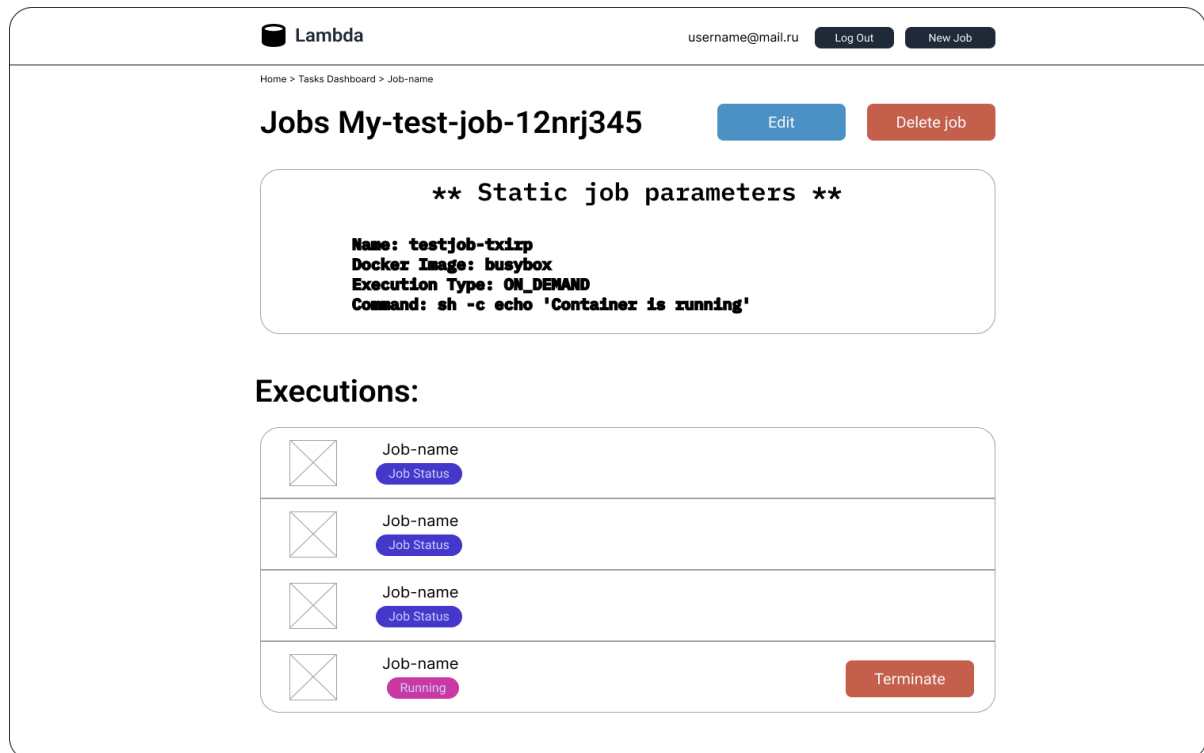 Lambda
username@mail.ru
Log Out
New Job
Home > Tasks Dashboard > Job-name
Jobs My-test-job-12nrj345
Edit
Delete job
** Static job parameters **
Name: testjob-txirp
Docker Image: busybox
Execution Type: ON_DEMAND
Command: sh -c echo 'Container is running'
Executions:
Job-name
Job Status
Job-name
Job Status
Job-name
Job Status
Job-name
Running
Terminate